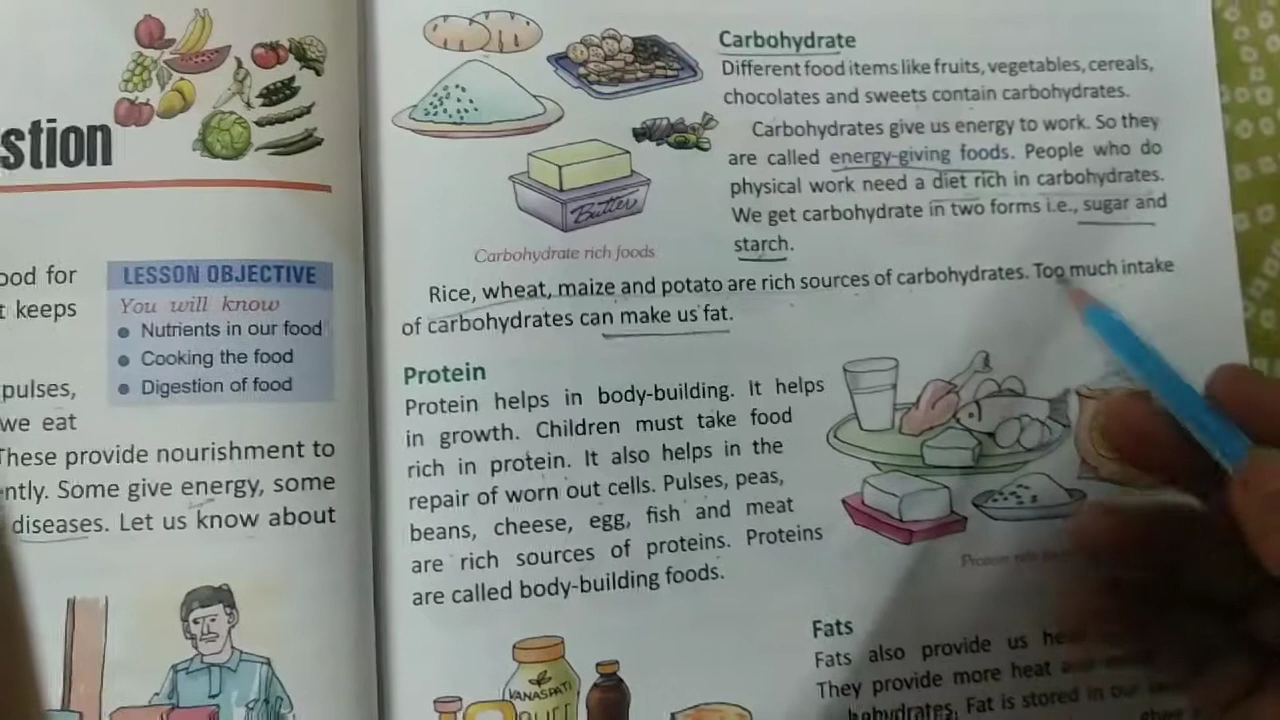 stion
ood for
t keeps
pulses,
we eat
These provide nourishment to
ntly. Some give energy, some
diseases. Let us know about
LESSON OBJECTIVE
You will know
Nutrients in our food
Cooking the food
Digestion of food
Butter
Carbohydrate rich foods
Carbohydrate
Different food items like fruits, vegetables, cereals,
chocolates and sweets contain carbohydrates.
Carbohydrates give us energy to work. So they
are called energy-giving foods. People who do
physical work need a diet rich in carbohydrates.
We get carbohydrate in two forms i.e., sugar and
starch.
Rice, wheat, maize and potato are rich sources of carbohydrates. Too much intake
of carbohydrates can make us fat.
Protein
Protein helps in body-building. It helps
in growth. Children must take food
rich in protein. It also helps in the
repair of worn out cells. Pulses, peas,
beans, cheese, egg, fish and meat
are rich sources of proteins. Proteins
are called body-building foods.
Protein
VANASPATI
Fats
Fats also provide us
They provide more heat
bohydrates. Fat is stored in our